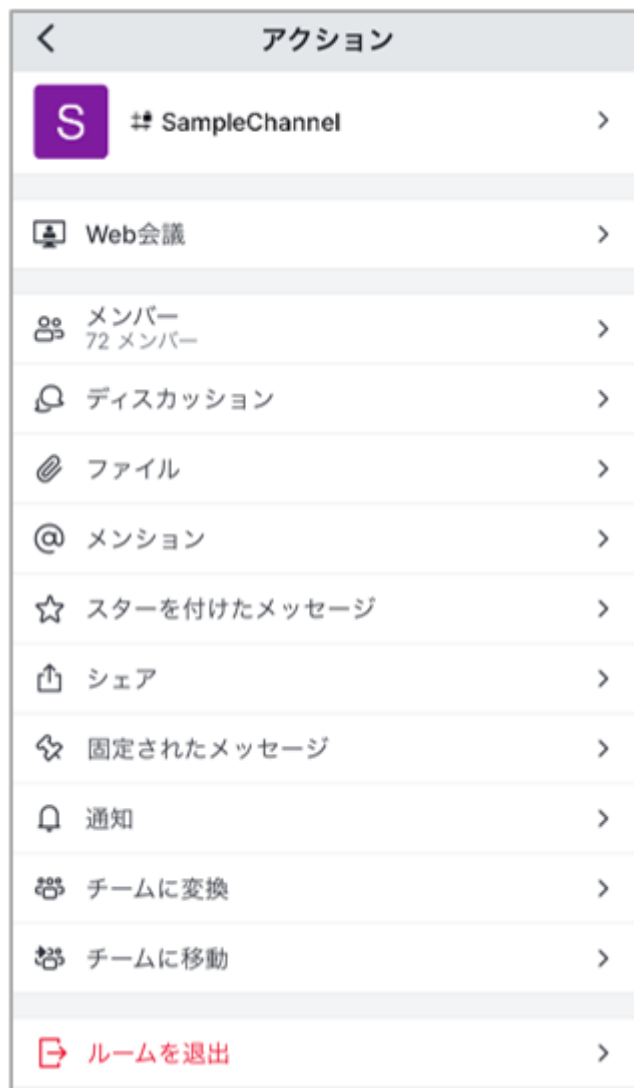 アクション
S
SampleChannel
Web会議
メンバー
72 メンバー
ディスカッション
ファイル
メンション
スターを付けたメッセージ
シェア
固定されたメッセージ
通知
チームに変換
チームに移動
ルームを退出